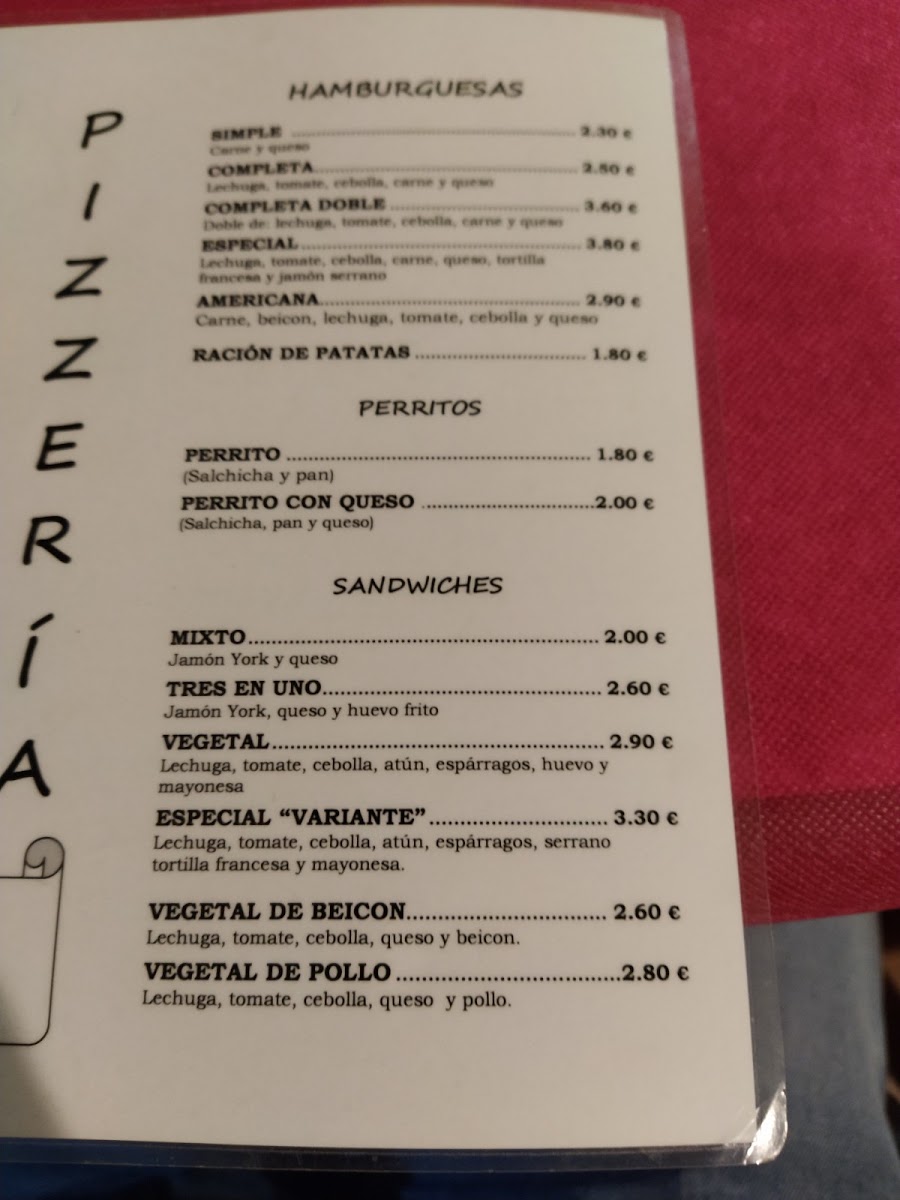 PIZZERÍA
HAMBURGUESAS
SIMPLE ........................................ 2.30 €
Carne y queso
COMPLETA........................................ 2.80 €
Lechuga, tomate, cebolla, carne y queso
COMPLETA DOBLE ........................................ 3.60 €
Doble de: lechuga, tomate, cebolla, carne y queso
ESPECIAL........................................ 3.80 €
Lechuga, tomate, cebolla, carne, queso, tortilla
francesa y jamón serrano
AMERICANA........................................ 2.90 €
Carne, beicon, lechuga, tomate, cebolla y queso
RACIÓN DE PATATAS ............................. 1.80 €
PERRITOS
PERRITO ........................................ 1.80 €
(Salchicha y pan)
PERRITO CON QUESO .............................2.00 €
(Salchicha, pan y queso)
SANDWICHES
MIXTO........................................ 2.00 €
Jamón York y queso
TRES EN UNO........................................ 2.60 €
Jamón York, queso y huevo frito
VEGETAL........................................ 2.90 €
Lechuga, tomate, cebolla, atún, espárragos, huevo y
mayonesa
ESPECIAL “VARIANTE”.............................. 3.30 €
Lechuga, tomate, cebolla, atún, espárragos, serrano
tortilla francesa y mayonesa.
VEGETAL DE BEICON................................. 2.60 €
Lechuga, tomate, cebolla, queso y beicon.
VEGETAL DE POLLO .....................................2.80 €
Lechuga, tomate, cebolla, queso  y pollo.